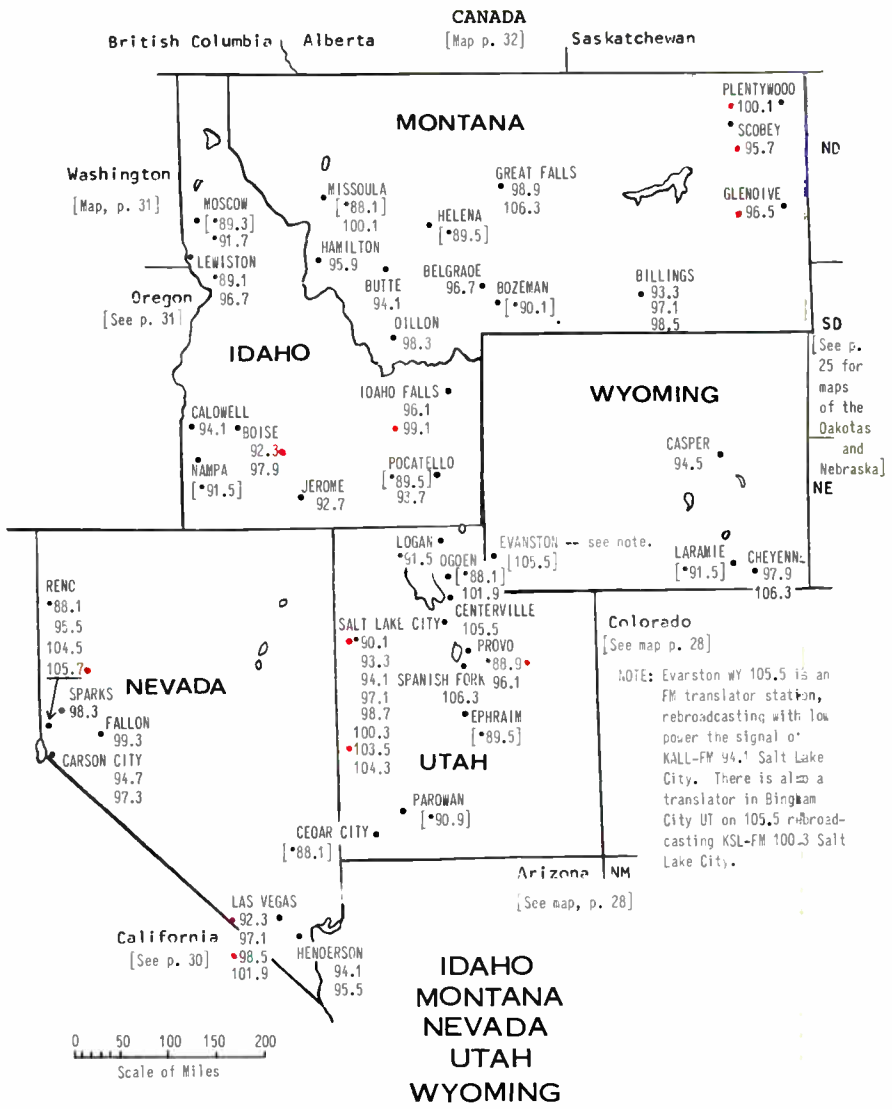 CANADA
British Columbia Alberta [Map p. 32] Saskatchewan
MONTANA
PLENTYWOOD
100.1
SCOBEY
95.7
ND
Washington
[Map, p. 31]
MOSCOW
[*89.3]
*91.7
MISSOULA
[*88.1]
100.1
GREAT FALLS
98.9
106.3
GLENOIVE
96.5
HELENA
[*89.5]
LEWISTON
*89.1
96.7
HAMILTON
95.9
BUTTE
94.1
BELGRAOE
96.7
BOZEMAN
[*90.1]
BILLINGS
93.3
97.1
98.5
Oregon
[See p. 31]
OILLON
98.3
SD
[See p.
25 for
maps
of the
Oakotas
and
Nebraska]
NE
IDAHO
IOAHO FALLS
96.1
99.1
WYOMING
CALOWELL
94.1
BOISE
92.3
97.9
NAMPA
[*91.5]
JEROME
92.7
POCATELLO
[*89.5]
93.7
CASPER
94.5
LOGAN
*91.5
OGOEN
[*88.1]
101.9
EVANSTON -- see note.
[105.5]
LARAMIE
[*91.5]
CHEYENN
97.9
106.3
RENC
*88.1
95.5
104.5
105.7
SPARKS
98.3
NEVADA
FALLON
99.3
CARSON CITY
94.7
97.3
CENTERVILLE
105.5
SALT LAKE CITY
*90.1
93.3
94.1
97.1
98.7
100.3
103.5
104.3
PROVO
*88.9
96.1
SPANISH FORK
106.3
EPHRAIM
[*89.5]
UTAH
PAROWAN
[*90.9]
CEOAR CITY
[*88.1]
Colorado
[See map p. 28]
NOTE: Evarston WY 105.5 is an
FM translator station,
rebroadcasting with low
power the signal o
KALL-FM 94.1 Salt Lake
City. There is also a
translator in Bingham
City UT on 105.5 rebroad-
casting KSL-FM 100.3 Salt
Lake City.
Arizona NM
[See map, p. 28]
LAS VEGAS
92.3
97.1
98.5
101.9
California
[See p. 30]
HENOERSON
94.1
95.5
IDAHO
MONTANA
NEVADA
UTAH
WYOMING
0 50 100 150 200
Scale of Miles